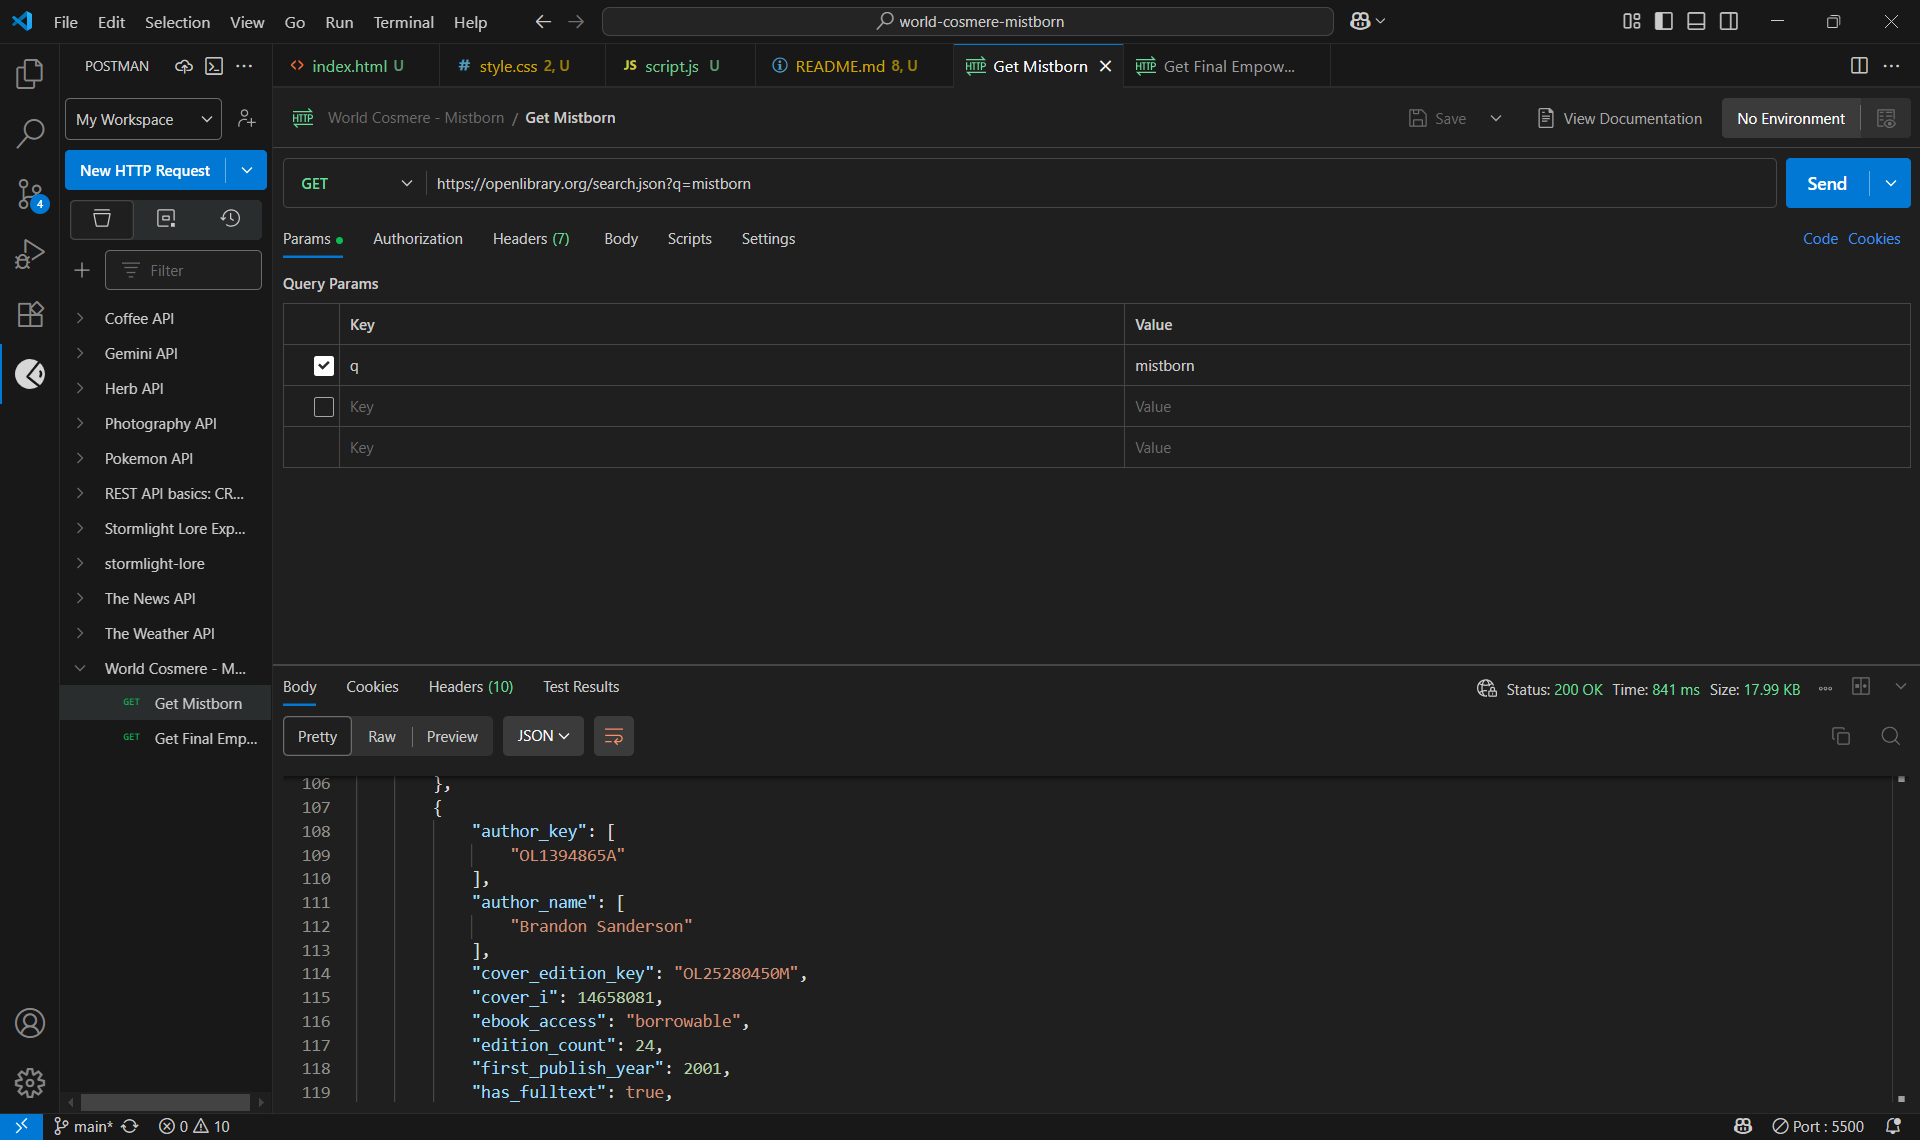 File Edit Selection View Go Run Terminal Help
world-cosmere-mistborn
POSTMAN
index.html U
# style.css 2, U
JS script.js U
README.md 8, U
HTTP Get Mistborn
HTTP Get Final Empow...
My Workspace
HTTP World Cosmere - Mistborn / Get Mistborn
Save
View Documentation
No Environment
New HTTP Request
GET
https://openlibrary.org/search.json?q=mistborn
Send
4
Params
Authorization
Headers (7)
Body
Scripts
Settings
Code Cookies
Filter
Query Params
Key Value
q mistborn
Key Value
Key Value
Coffee API
Gemini API
Herb API
Photography API
Pokemon API
REST API basics: CR...
Stormlight Lore Exp...
stormlight-lore
The News API
The Weather API
World Cosmere - M...
GET Get Mistborn
GET Get Final Emp...
Body
Cookies
Headers (10)
Test Results
Status: 200 OK Time: 841 ms Size: 17.99 KB
Pretty
Raw
Preview
JSON
106 },
107 {
108 "author_key": [
109 "OL1394865A"
110 ],
111 "author_name": [
112 "Brandon Sanderson"
113 ],
114 "cover_edition_key": "OL25280450M",
115 "cover_i": 14658081,
116 "ebook_access": "borrowable",
117 "edition_count": 24,
118 "first_publish_year": 2001,
119 "has_fulltext": true,
main*
0
10
Port : 5500